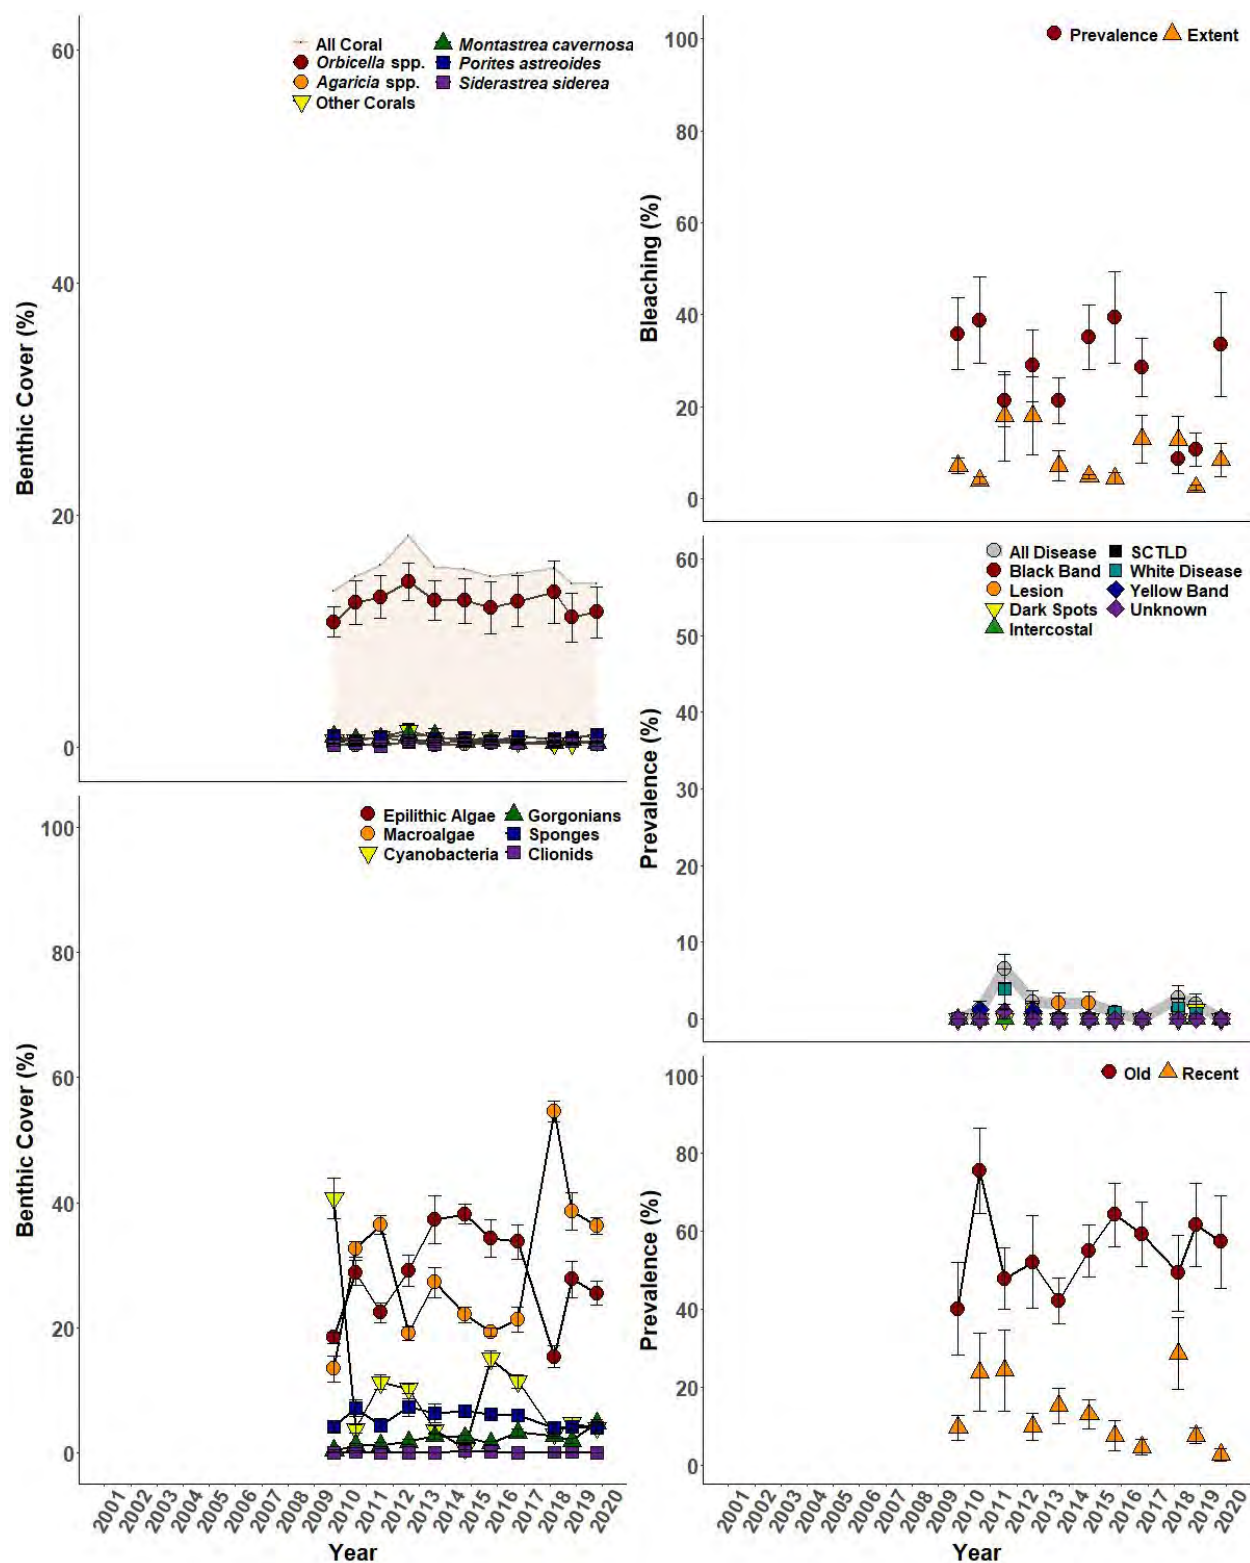 All Coral
Orbicella spp.
Agaricia spp.
Other Corals
Montastrea cavernosa
Porites astreoides
Siderastrea siderea
60
40
20
0
Benthic Cover (%)
Epilithic Algae
Macroalgae
Cyanobacteria
Gorgonians
Sponges
Clionids
100
80
60
40
20
0
Benthic Cover (%)
2001 2002 2003 2004 2005 2006 2007 2008 2009 2010 2011 2012 2013 2014 2015 2016 2017 2018 2019 2020
Year
Prevalence Extent
100
80
60
40
20
0
Bleaching (%)
All Disease
Black Band
Lesion
Dark Spots
Intercostal
SCTLD
White Disease
Yellow Band
Unknown
60
50
40
30
20
10
0
Prevalence (%)
Old Recent
100
80
60
40
20
0
Prevalence (%)
2001 2002 2003 2004 2005 2006 2007 2008 2009 2010 2011 2012 2013 2014 2015 2016 2017 2018 2019 2020
Year